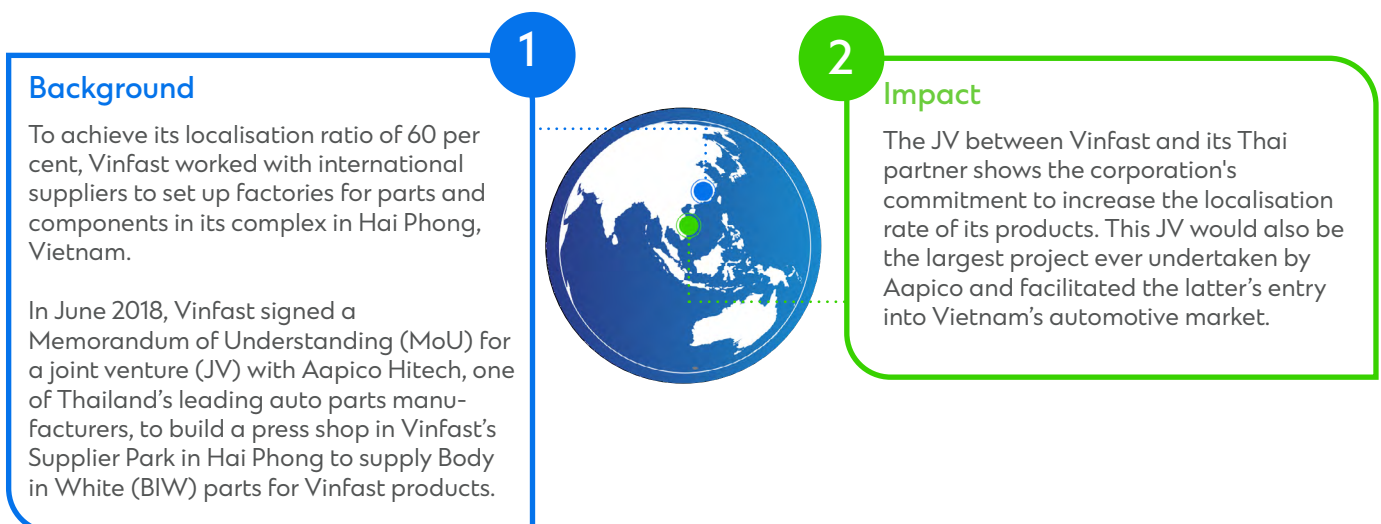 1
Background
To achieve its localisation ratio of 60 per
cent, Vinfast worked with international
suppliers to set up factories for parts and
components in its complex in Hai Phong,
Vietnam.
In June 2018, Vinfast signed a
Memorandum of Understanding (MoU) for
a joint venture (JV) with Aapico Hitech, one
of Thailand’s leading auto parts manu-
facturers, to build a press shop in Vinfast’s
Supplier Park in Hai Phong to supply Body
in White (BIW) parts for Vinfast products.
2
Impact
The JV between Vinfast and its Thai
partner shows the corporation's
commitment to increase the localisation
rate of its products. This JV would also be
the largest project ever undertaken by
Aapico and facilitated the latter’s entry
into Vietnam’s automotive market.